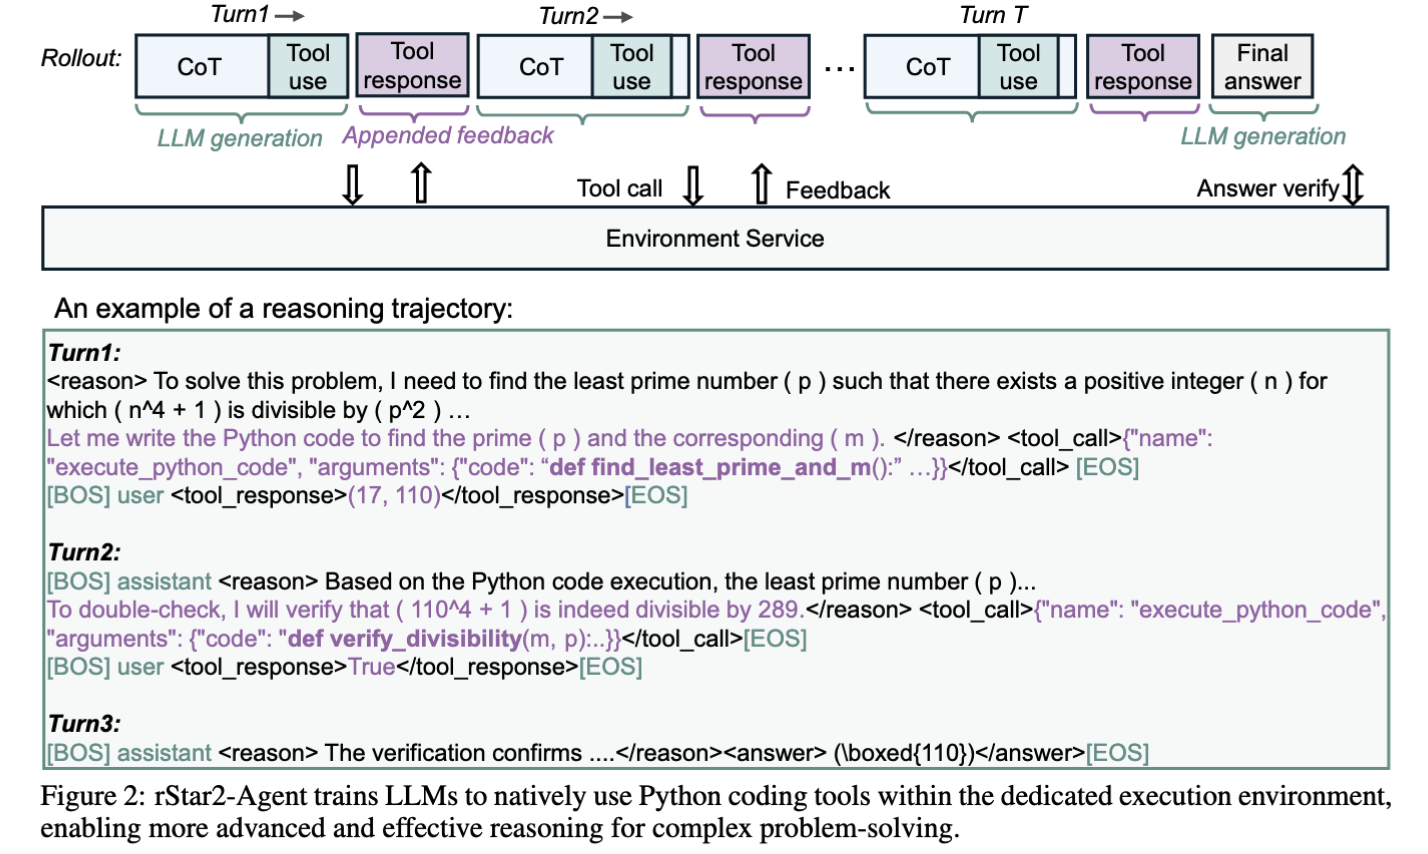 Turn1 → Turn2 → Turn T
Rollout: CoT Tool use Tool response CoT Tool use Tool response ... CoT Tool use Tool response Final answer
LLM generation Appended feedback LLM generation
Tool call Feedback Answer verify
Environment Service
An example of a reasoning trajectory:
Turn1:
<reason> To solve this problem, I need to find the least prime number ( p ) such that there exists a positive integer ( n ) for
which ( n^4 + 1 ) is divisible by ( p^2 ) …
Let me write the Python code to find the prime ( p ) and the corresponding ( m ). </reason> <tool_call>{"name":
"execute_python_code", "arguments": {"code": “def find_least_prime_and_m():” …}}</tool_call> [EOS]
[BOS] user <tool_response>(17, 110)</tool_response>[EOS]
Turn2:
[BOS] assistant <reason> Based on the Python code execution, the least prime number ( p )...
To double-check, I will verify that ( 110^4 + 1 ) is indeed divisible by 289.</reason> <tool_call>{"name": "execute_python_code",
"arguments": {"code": "def verify_divisibility(m, p):..}}</tool_call>[EOS]
[BOS] user <tool_response>True</tool_response>[EOS]
Turn3:
[BOS] assistant <reason> The verification confirms ....</reason><answer> (\boxed{110})</answer>[EOS]
Figure 2: rStar2-Agent trains LLMs to natively use Python coding tools within the dedicated execution environment,
enabling more advanced and effective reasoning for complex problem-solving.